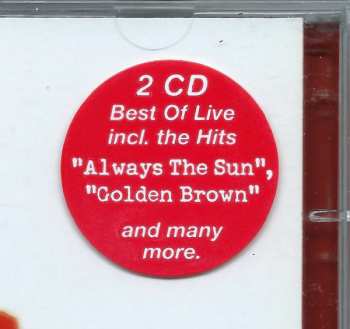 2 CD
Best Of Live
incl. the Hits
"Always The Sun",
"Golden Brown"
and many
more.